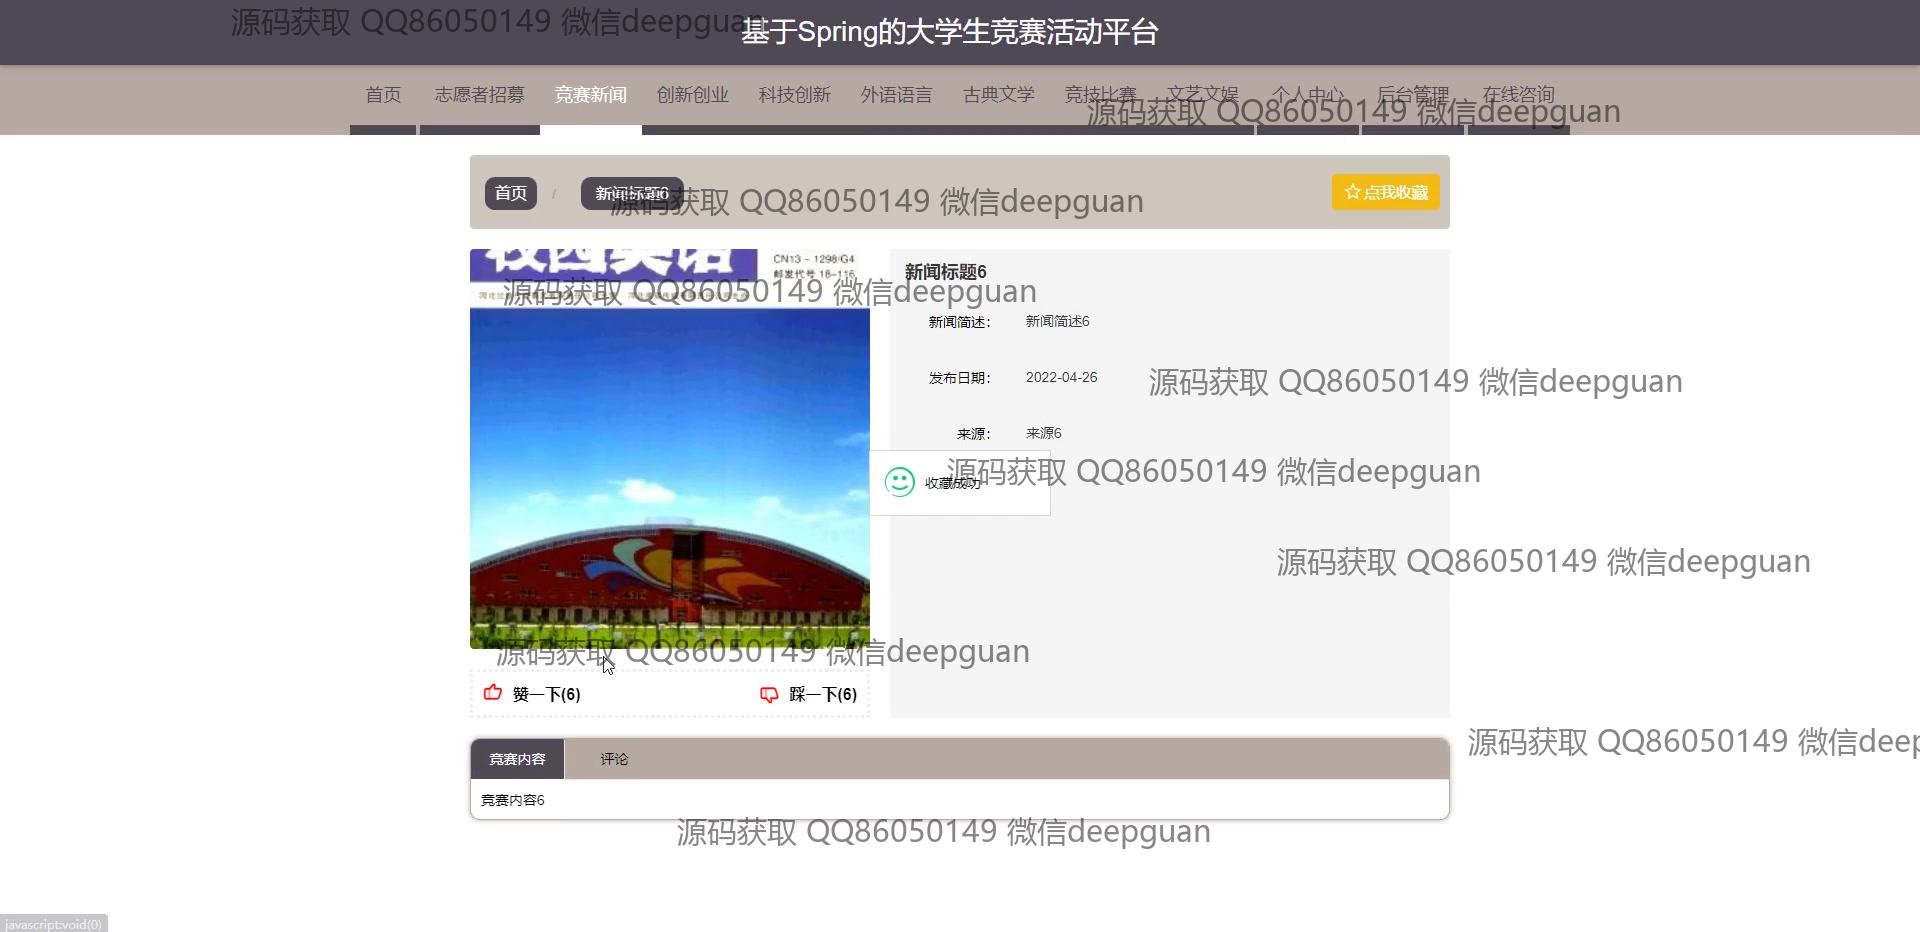 源码获取 QQ86050149 微信deepguan
基于Spring的大学生竞赛活动平台
首页 志愿者招募 竞赛新闻 创新创业 科技创新 外语语言 古典文学 竞技比赛 文艺文娱 个人中心 后台管理 在线咨询
源码获取 QQ86050149 微信deepguan
首页 / 新闻标题6
☆点我收藏
源码获取 QQ86050149 微信deepguan
校园英语
CN13-1298/G4
邮发代号 18-116
新闻标题6
源码获取 QQ86050149 微信deepguan
新闻简述: 新闻简述6
发布日期: 2022-04-26
源码获取 QQ86050149 微信deepguan
来源: 来源6
源码获取 QQ86050149 微信deepguan
收藏成功
源码获取 QQ86050149 微信deepguan
源码获取 QQ86050149 微信deepguan
赞一下(6) 踩一下(6)
源码获取 QQ86050149 微信deep
竞赛内容 评论
竞赛内容6
源码获取 QQ86050149 微信deepguan
javascript:void(0)